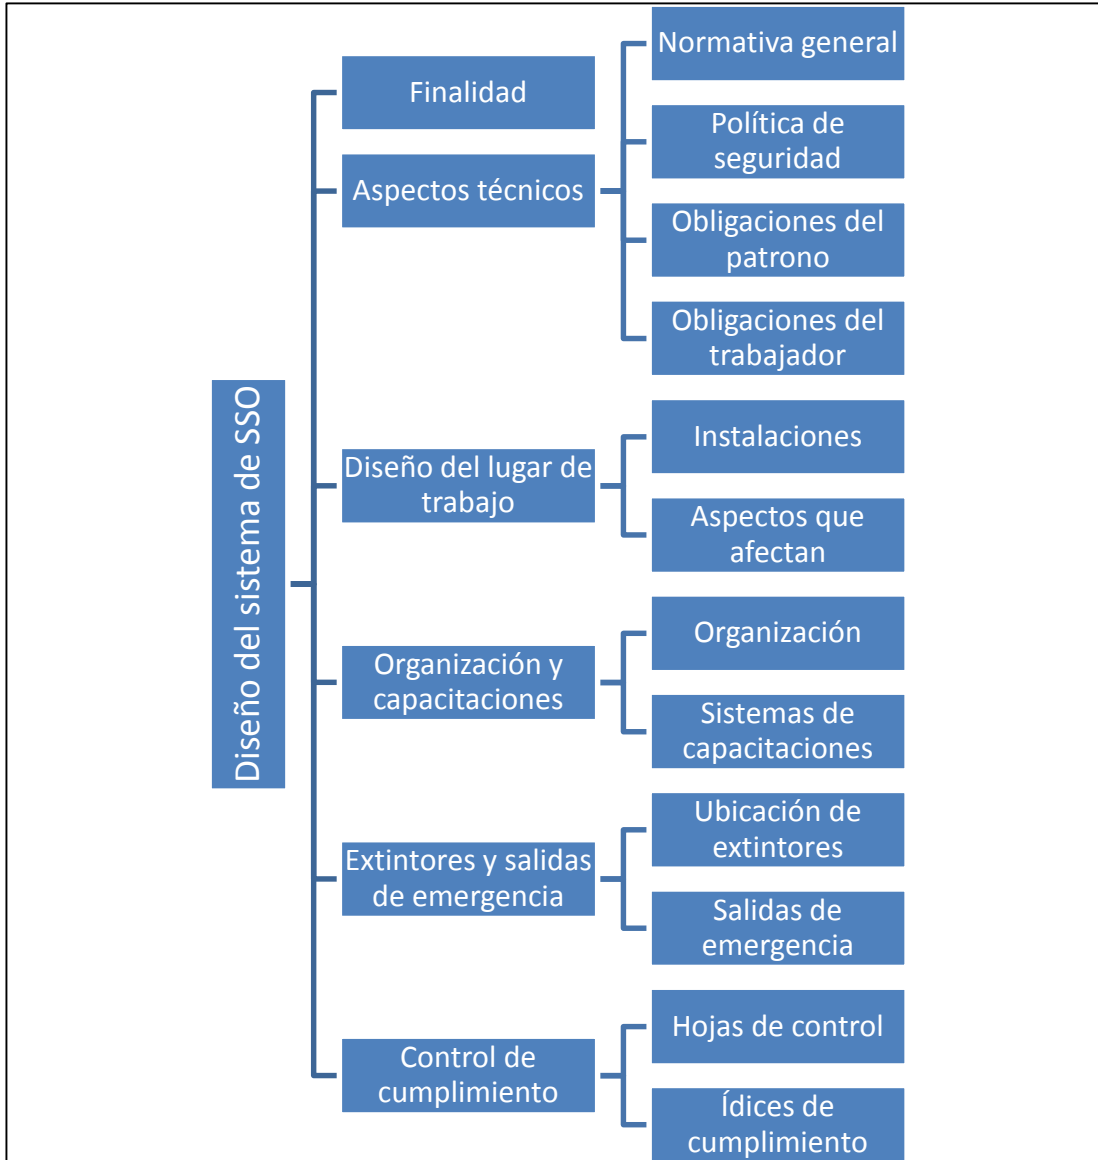 Diseño del sistema de SSO
Finalidad
Aspectos técnicos
Normativa general
Política de
seguridad
Obligaciones del
patrono
Obligaciones del
trabajador
Diseño del lugar de
trabajo
Instalaciones
Aspectos que
afectan
Organización y
capacitaciones
Organización
Sistemas de
capacitaciones
Extintores y salidas
de emergencia
Ubicación de
extintores
Salidas de
emergencia
Control de
cumplimiento
Hojas de control
Ídices de
cumplimiento